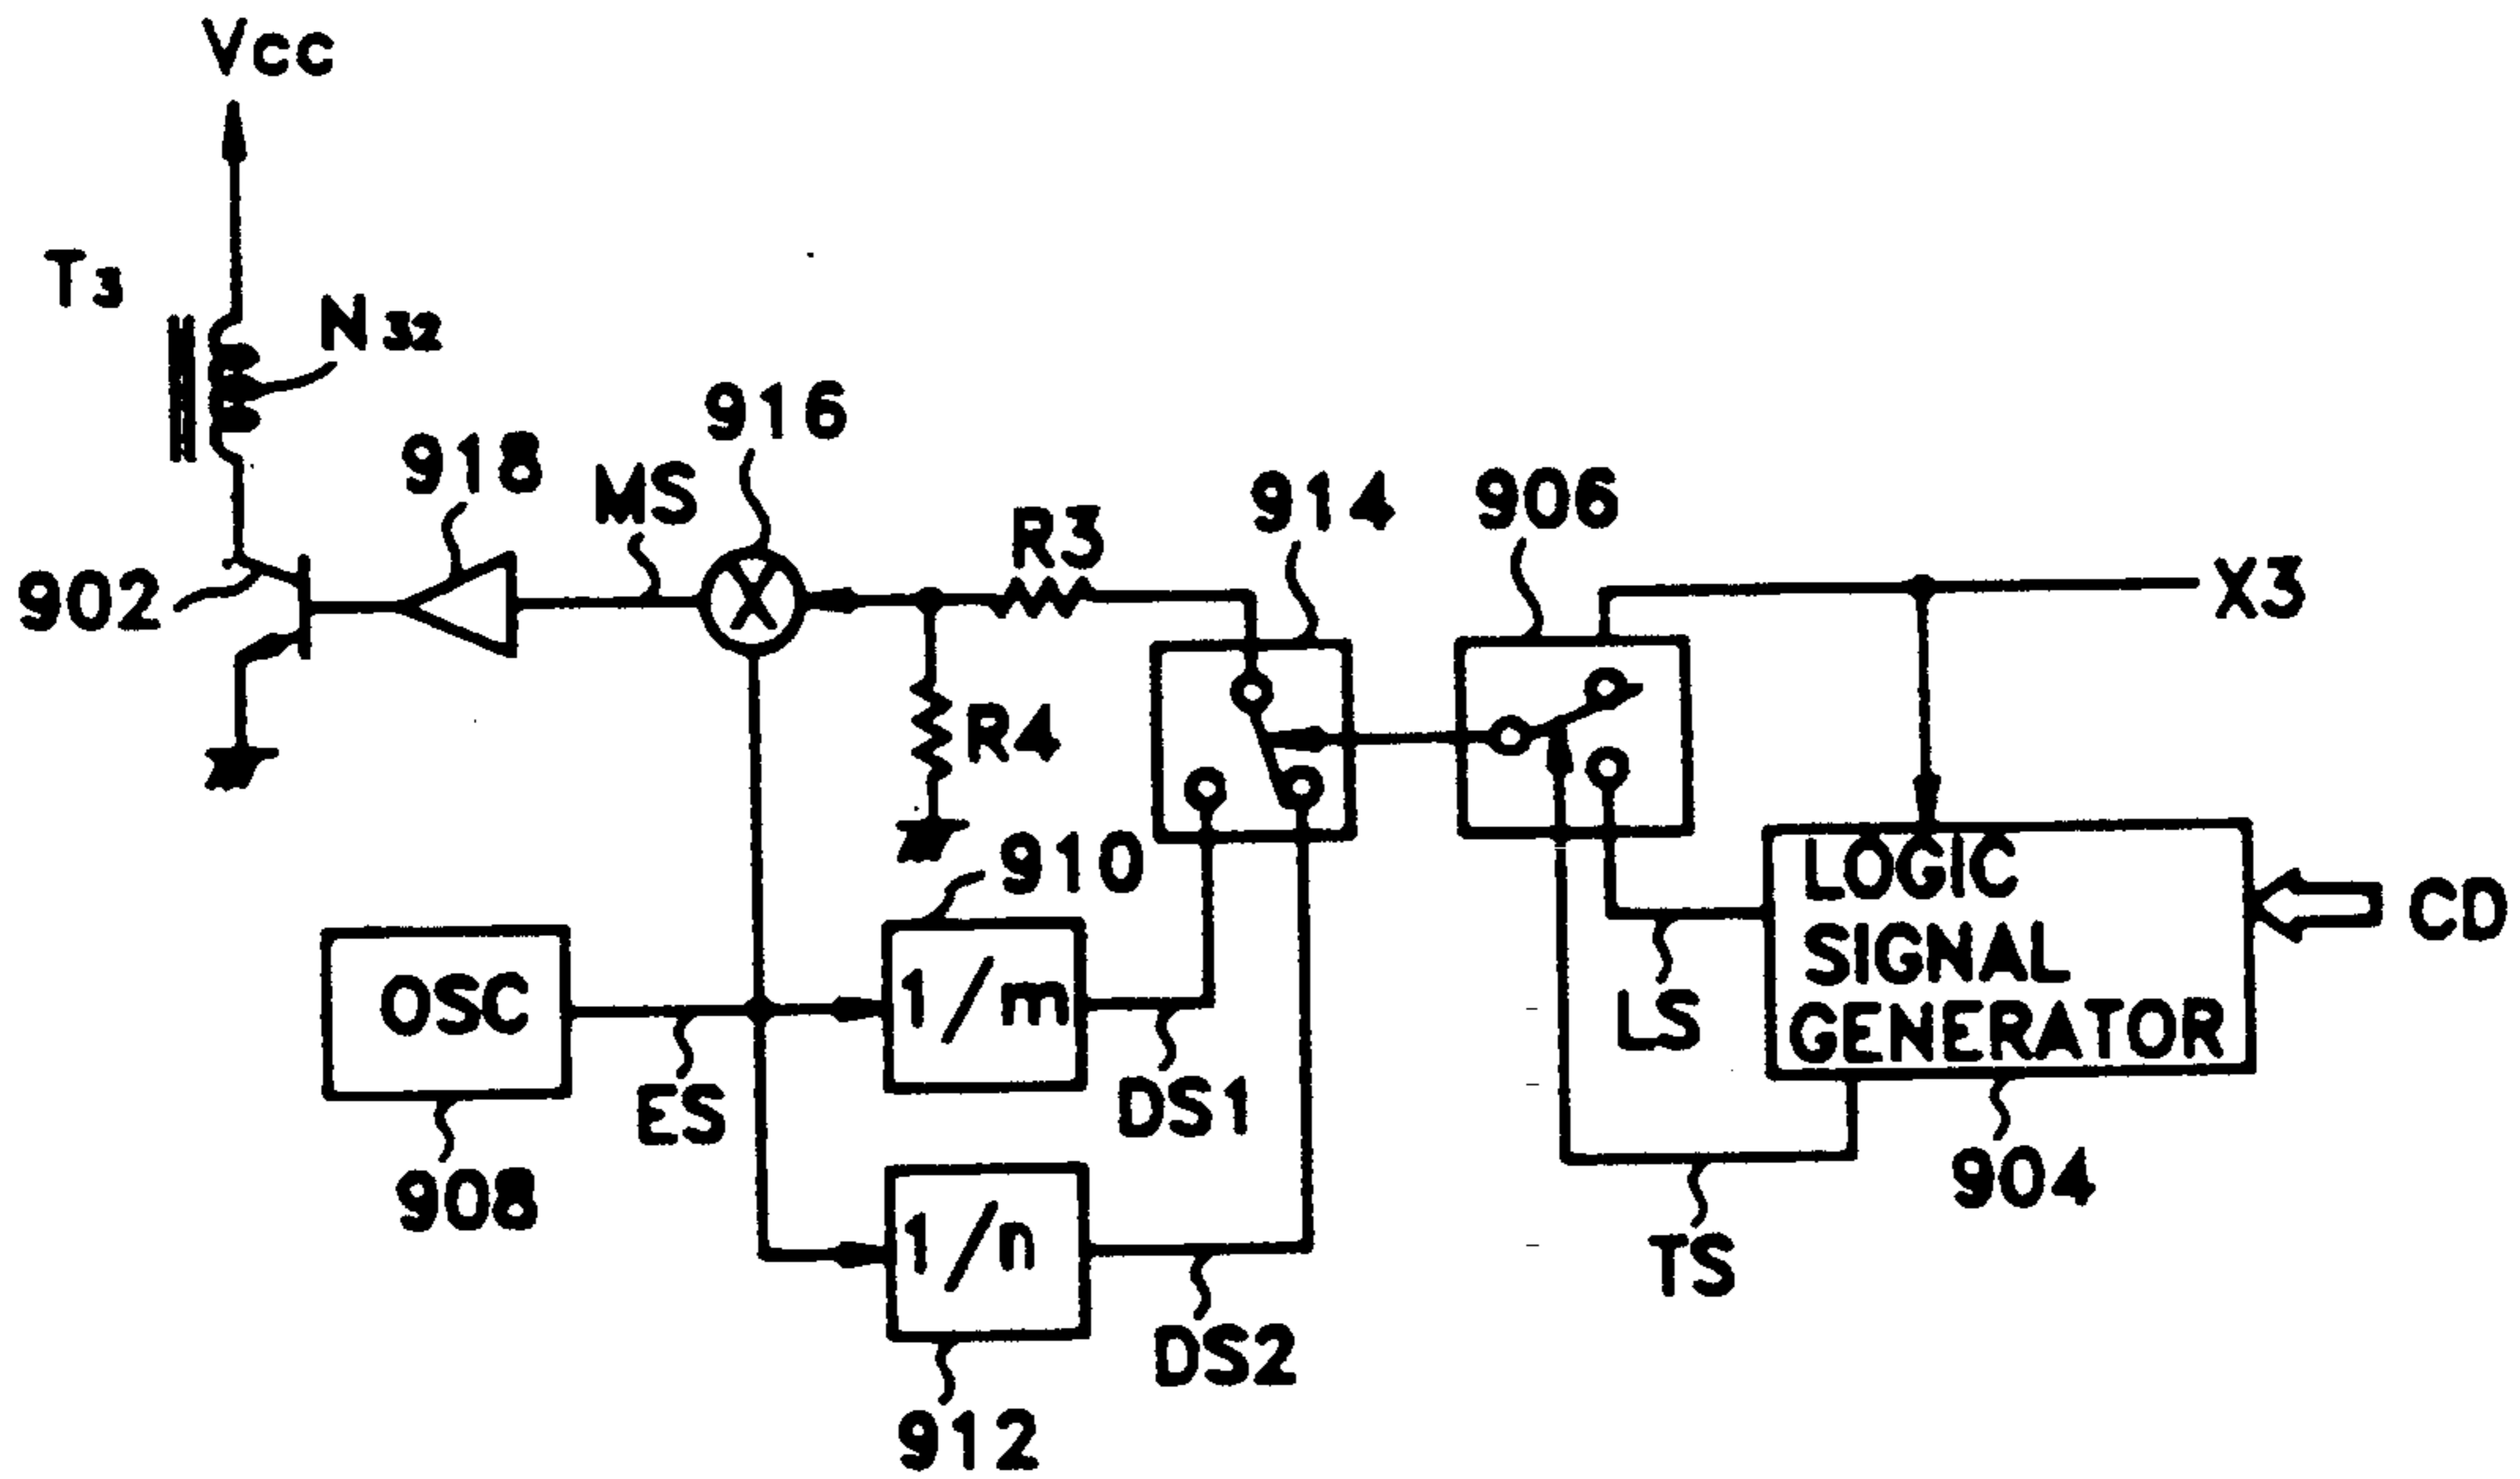 Vcc
T3
N32
916
918
MS
914
906
R3
902
X
X3
R4
910
LOGIC
SIGNAL
GENERATOR
CD
OSC
1/m
LS
ES
DS1
908
904
1/n
TS
DS2
912